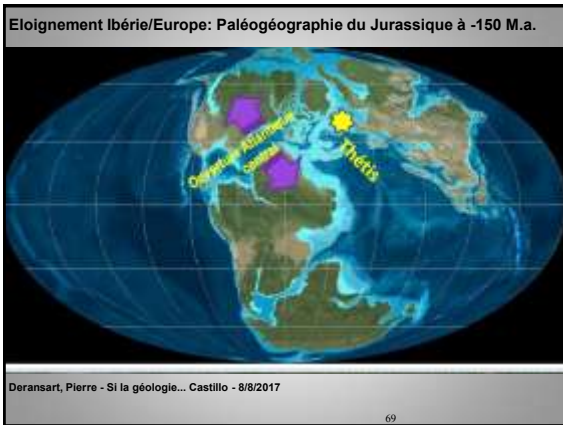 Eloignement Ibérie/Europe: Paléogéographie du Jurassique à -150 M.a.
Ouverture Atlantique
central
Théтis
Deransart, Pierre - Si la géologie... Castillo - 8/8/2017
69